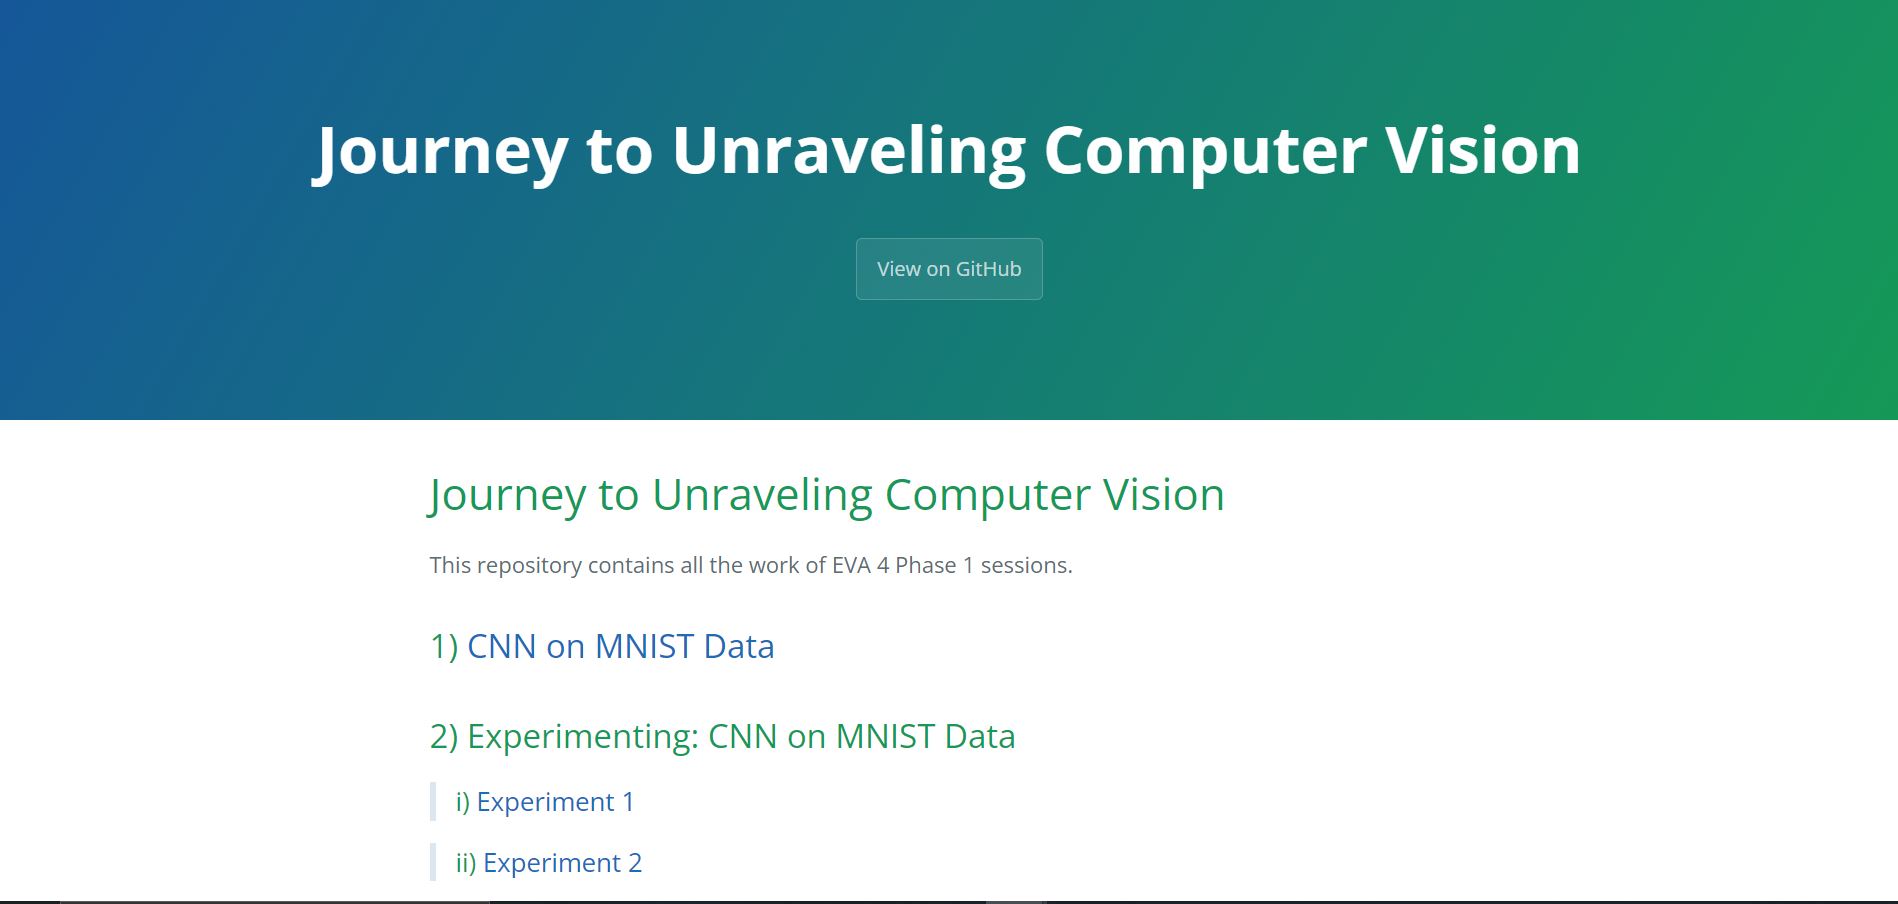 Journey to Unraveling Computer Vision
View on GitHub
Journey to Unraveling Computer Vision
This repository contains all the work of EVA 4 Phase 1 sessions.
1) CNN on MNIST Data
2) Experimenting: CNN on MNIST Data
i) Experiment 1
ii) Experiment 2